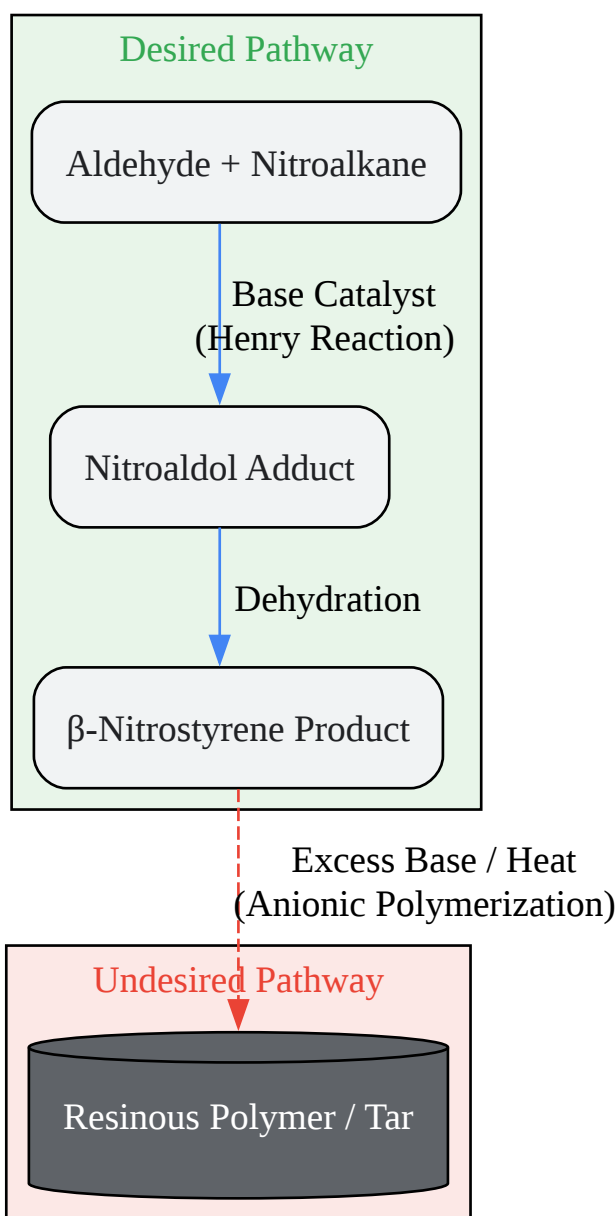 Desired Pathway
Aldehyde + Nitroalkane
Base Catalyst
(Henry Reaction)
Nitroaldol Adduct
Dehydration
β-Nitrostyrene Product
Excess Base / Heat
(Anionic Polymerization)
Undesired Pathway
Resinous Polymer / Tar